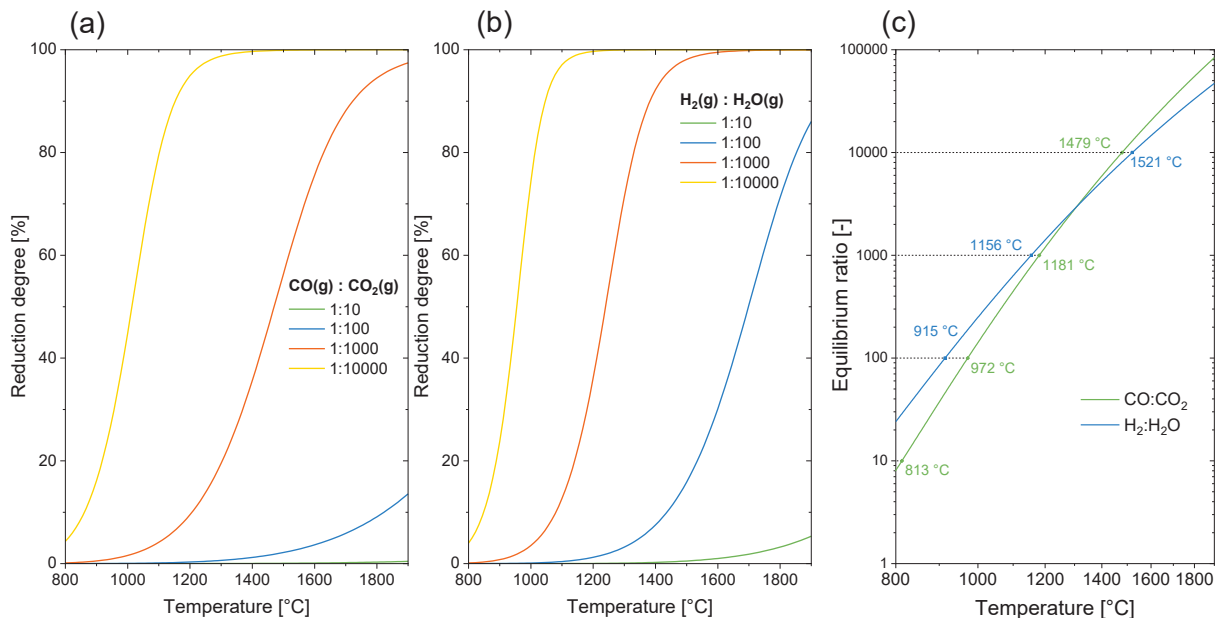 (a)
Reduction degree [%]
100
80
60
40
20
0
CO(g) : CO₂(g)
1:10
1:100
1:1000
1:10000
800 1000 1200 1400 1600 1800
Temperature [°C]
(b)
Reduction degree [%]
100
80
60
40
20
0
H₂(g) : H₂O(g)
1:10
1:100
1:1000
1:10000
800 1000 1200 1400 1600 1800
Temperature [°C]
(c)
Equilibrium ratio [-]
100000
10000
1000
100
10
1
1479 °C
1521 °C
1156 °C
1181 °C
915 °C
972 °C
813 °C
CO:CO₂
H₂:H₂O
800 1000 1200 1400 1600 1800
Temperature [°C]